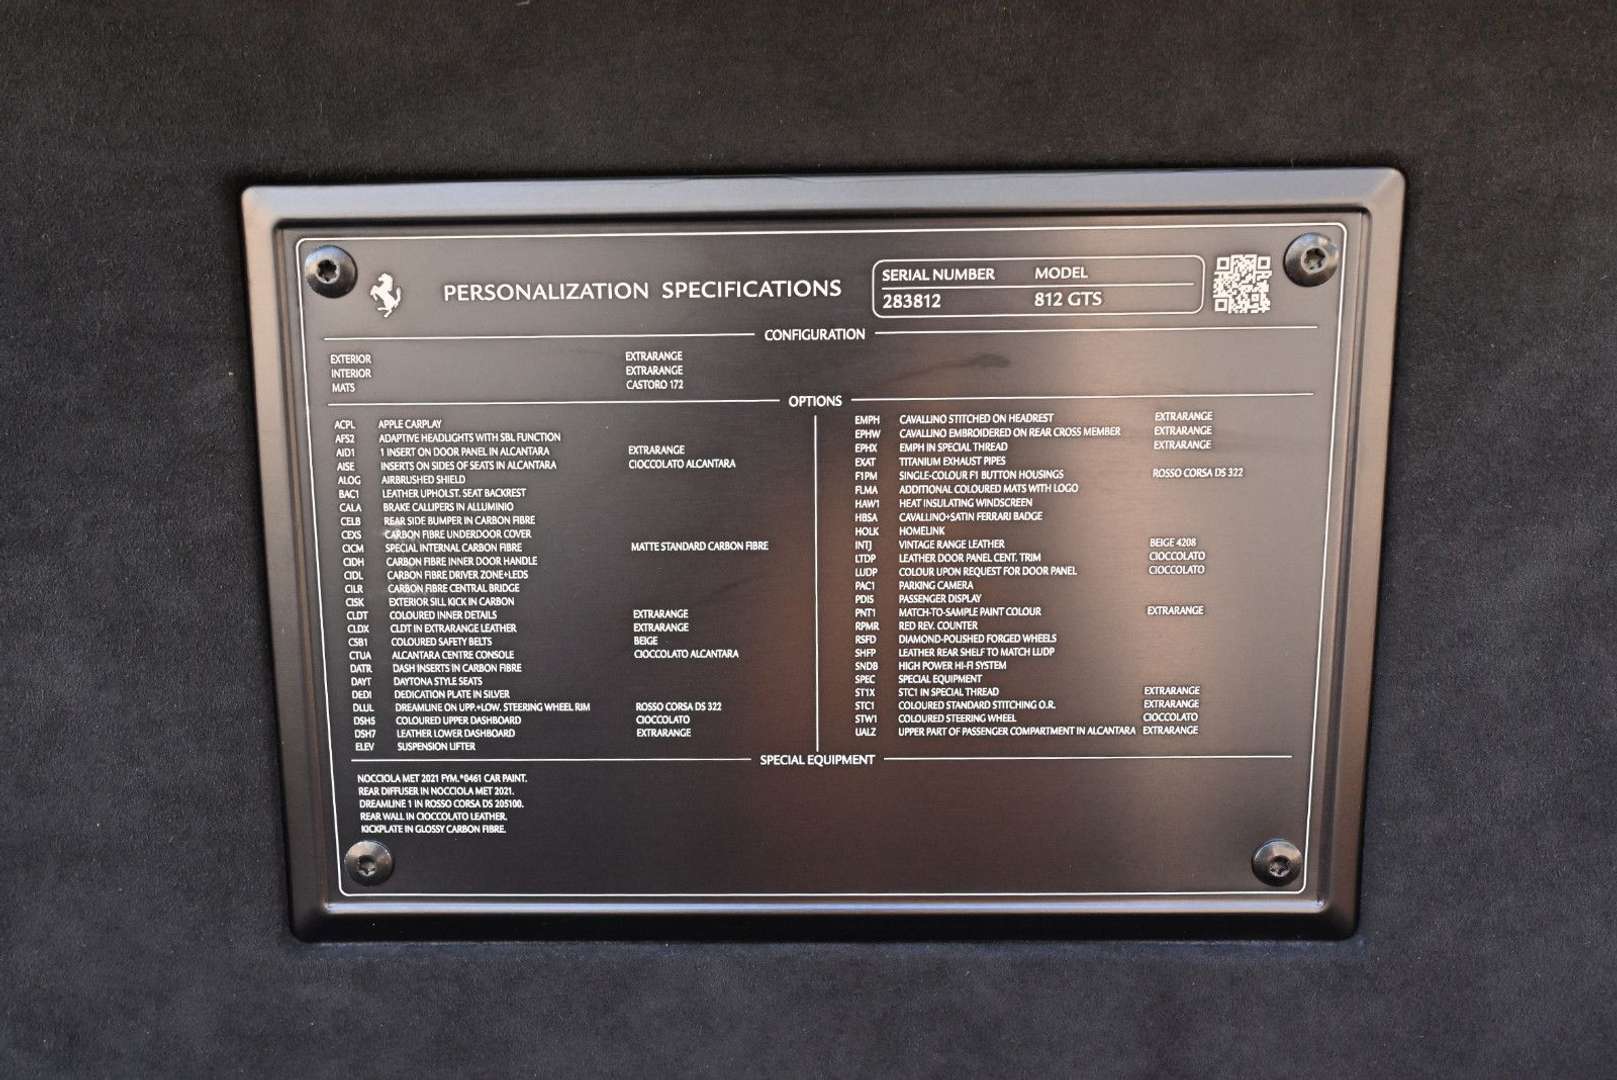 PERSONALIZATION SPECIFICATIONS
SERIAL NUMBER MODEL
283812 812 GTS
CONFIGURATION
EXTERIOR EXTRARANGE
INTERIOR EXTRARANGE
MATS CASTORO 172
OPTIONS
ACPL APPLE CARPLAY
AFS2 ADAPTIVE HEADLIGHTS WITH SBL FUNCTION
AID1 1 INSERT ON DOOR PANEL IN ALCANTARA EXTRARANGE
AISE INSERTS ON SIDES OF SEATS IN ALCANTARA CIOCCOLATO ALCANTARA
ALOG AIRBRUSHED SHIELD
BAC1 LEATHER UPHOLST. SEAT BACKREST
CALA BRAKE CALLIPERS IN ALLUMINIO
CELB REAR SIDE BUMPER IN CARBON FIBRE
CEXS CARBON FIBRE UNDERDOOR COVER
CICM SPECIAL INTERNAL CARBON FIBRE MATTE STANDARD CARBON FIBRE
CIDH CARBON FIBRE INNER DOOR HANDLE
CIDL CARBON FIBRE DRIVER ZONE+LEDS
CILR CARBON FIBRE CENTRAL BRIDGE
CISK EXTERIOR SILL KICK IN CARBON
CLDT COLOURED INNER DETAILS EXTRARANGE
CLDX CLDT IN EXTRARANGE LEATHER EXTRARANGE
CSB1 COLOURED SAFETY BELTS BEIGE
CTUA ALCANTARA CENTRE CONSOLE CIOCCOLATO ALCANTARA
DATR DASH INSERTS IN CARBON FIBRE
DAYT DAYTONA STYLE SEATS
DEDI DEDICATION PLATE IN SILVER
DLUL DREAMLINE ON UPP.+LOW. STEERING WHEEL RIM ROSSO CORSA DS 322
DSH5 COLOURED UPPER DASHBOARD CIOCCOLATO
DSH7 LEATHER LOWER DASHBOARD EXTRARANGE
ELEV SUSPENSION LIFTER
EMPH CAVALLINO STITCHED ON HEADREST EXTRARANGE
EPHW CAVALLINO EMBROIDERED ON REAR CROSS MEMBER EXTRARANGE
EPHX EMPH IN SPECIAL THREAD EXTRARANGE
EXAT TITANIUM EXHAUST PIPES
F1PM SINGLE-COLOUR F1 BUTTON HOUSINGS ROSSO CORSA DS 322
FLMA ADDITIONAL COLOURED MATS WITH LOGO
HAW1 HEAT INSULATING WINDSCREEN
HBSA CAVALLINO+SATIN FERRARI BADGE
HOLK HOMELINK
INTJ VINTAGE RANGE LEATHER BEIGE 4208
LTDP LEATHER DOOR PANEL CENT. TRIM CIOCCOLATO
LUDP COLOUR UPON REQUEST FOR DOOR PANEL CIOCCOLATO
PAC1 PARKING CAMERA
PDIS PASSENGER DISPLAY
PNT1 MATCH-TO-SAMPLE PAINT COLOUR EXTRARANGE
RPMR RED REV. COUNTER
RSFD DIAMOND-POLISHED FORGED WHEELS
SHFP LEATHER REAR SHELF TO MATCH LUDP
SNDB HIGH POWER HI-FI SYSTEM
SPEC SPECIAL EQUIPMENT
ST1X STC1 IN SPECIAL THREAD EXTRARANGE
STC1 COLOURED STANDARD STITCHING O.R. EXTRARANGE
STW1 COLOURED STEERING WHEEL CIOCCOLATO
UALZ UPPER PART OF PASSENGER COMPARTMENT IN ALCANTARA EXTRARANGE
SPECIAL EQUIPMENT
NOCCIOLA MET 2021 FYM.*0461 CAR PAINT.
REAR DIFFUSER IN NOCCIOLA MET 2021.
DREAMLINE 1 IN ROSSO CORSA DS 205100.
REAR WALL IN CIOCCOLATO LEATHER.
KICKPLATE IN GLOSSY CARBON FIBRE.